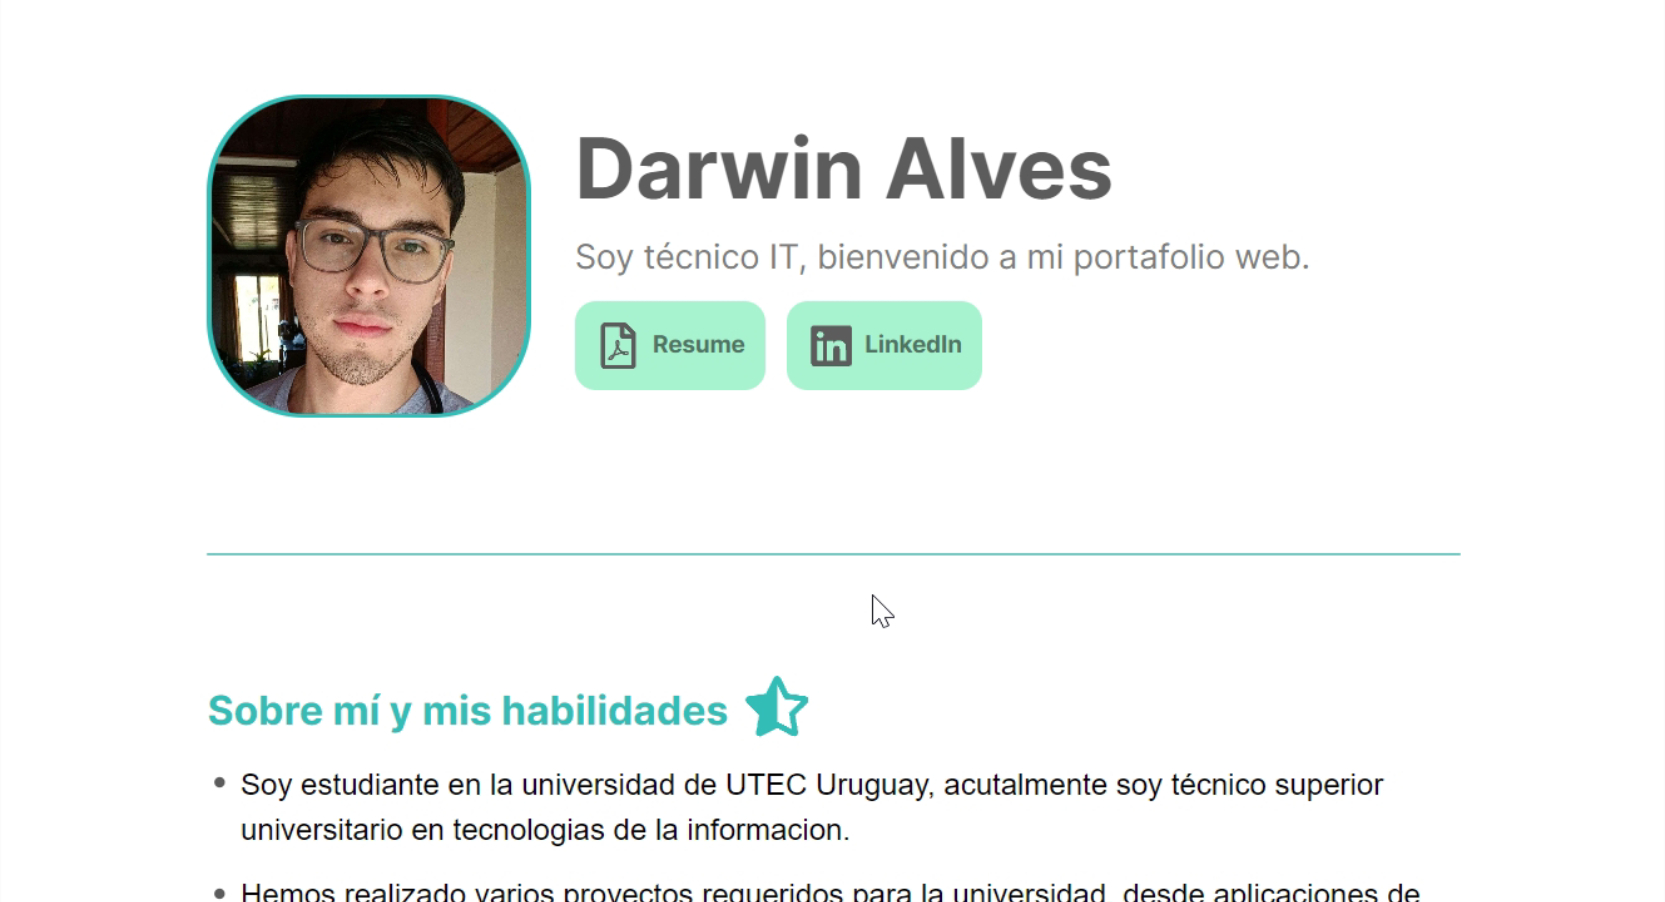 Darwin Alves
Soy técnico IT, bienvenido a mi portafolio web.
Resume
LinkedIn
Sobre mí y mis habilidades
Soy estudiante en la universidad de UTEC Uruguay, acutalmente soy técnico superior
universitario en tecnologias de la informacion.
Hemos realizado varios proyectos requeridos para la universidad, desde aplicaciones de